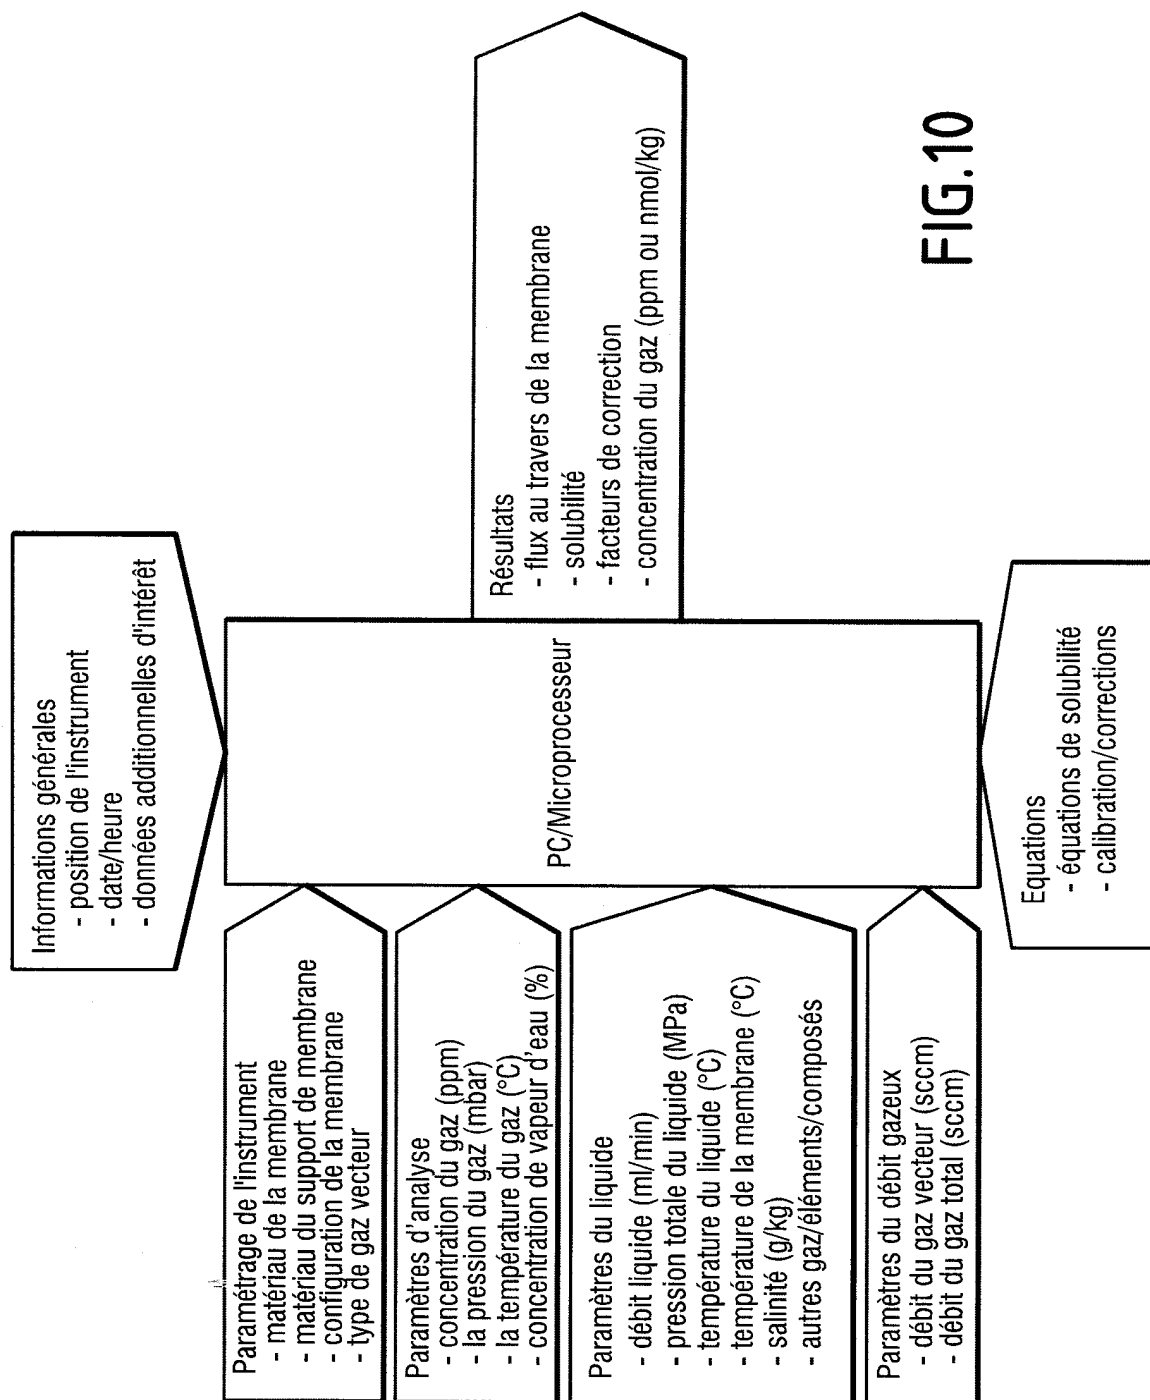 Informations générales
- position de l'instrument
- date/heure
- données additionnelles d'intérêt
Paramétrage de l'instrument
- matériau de la membrane
- matériau du support de membrane
- configuration de la membrane
- type de gaz vecteur
Paramètres d'analyse
- concentration du gaz (ppm)
- la pression du gaz (mbar)
- la température du gaz (°C)
- concentration de vapeur d'eau (%)
Paramètres du liquide
- débit liquide (ml/min)
- pression totale du liquide (MPa)
- température du liquide (°C)
- température de la membrane (°C)
- salinité (g/kg)
- autres gaz/éléments/composés
Paramètres du débit gazeux
- débit du gaz vecteur (sccm)
- débit du gaz total (sccm)
PC/Microprocesseur
Equations
- équations de solubilité
- calibration/corrections
Résultats
- flux au travers de la membrane
- solubilité
- facteurs de correction
- concentration du gaz (ppm ou nmol/kg)
FIG.10